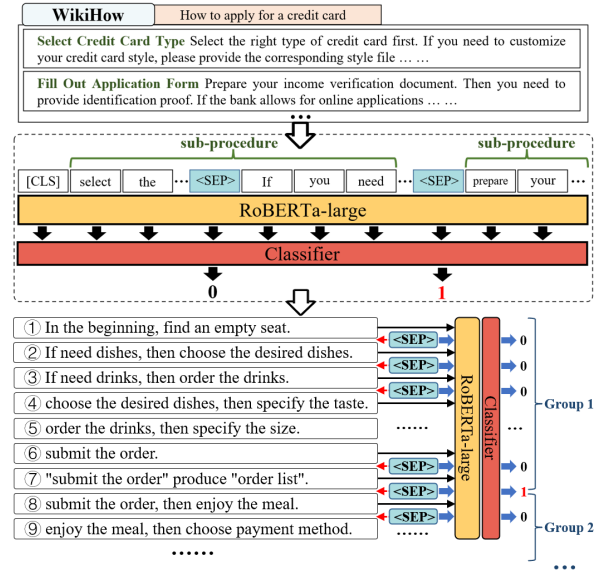 WikiHow How to apply for a credit card
Select Credit Card Type Select the right type of credit card first. If you need to customize
your credit card style, please provide the corresponding style file … …
Fill Out Application Form Prepare your income verification document. Then you need to
provide identification proof. If the bank allows for online applications … …
...
sub-procedure sub-procedure
[CLS] select the ... <SEP> If you need ... <SEP> prepare your ...
RoBERTa-large
Classifier
0 1
① In the beginning, find an empty seat.
<SEP> 0
② If need dishes, then choose the desired dishes.
<SEP> 0
③ If need drinks, then order the drinks.
<SEP> 0
④ choose the desired dishes, then specify the taste.
⑤ order the drinks, then specify the size.
...... ...
⑥ submit the order.
<SEP> 0
⑦ "submit the order" produce "order list".
<SEP> 1
⑧ submit the order, then enjoy the meal.
<SEP> 0
⑨ enjoy the meal, then choose payment method.
...... ......
RoBERTa-large
Classifier
Group 1
Group 2
...